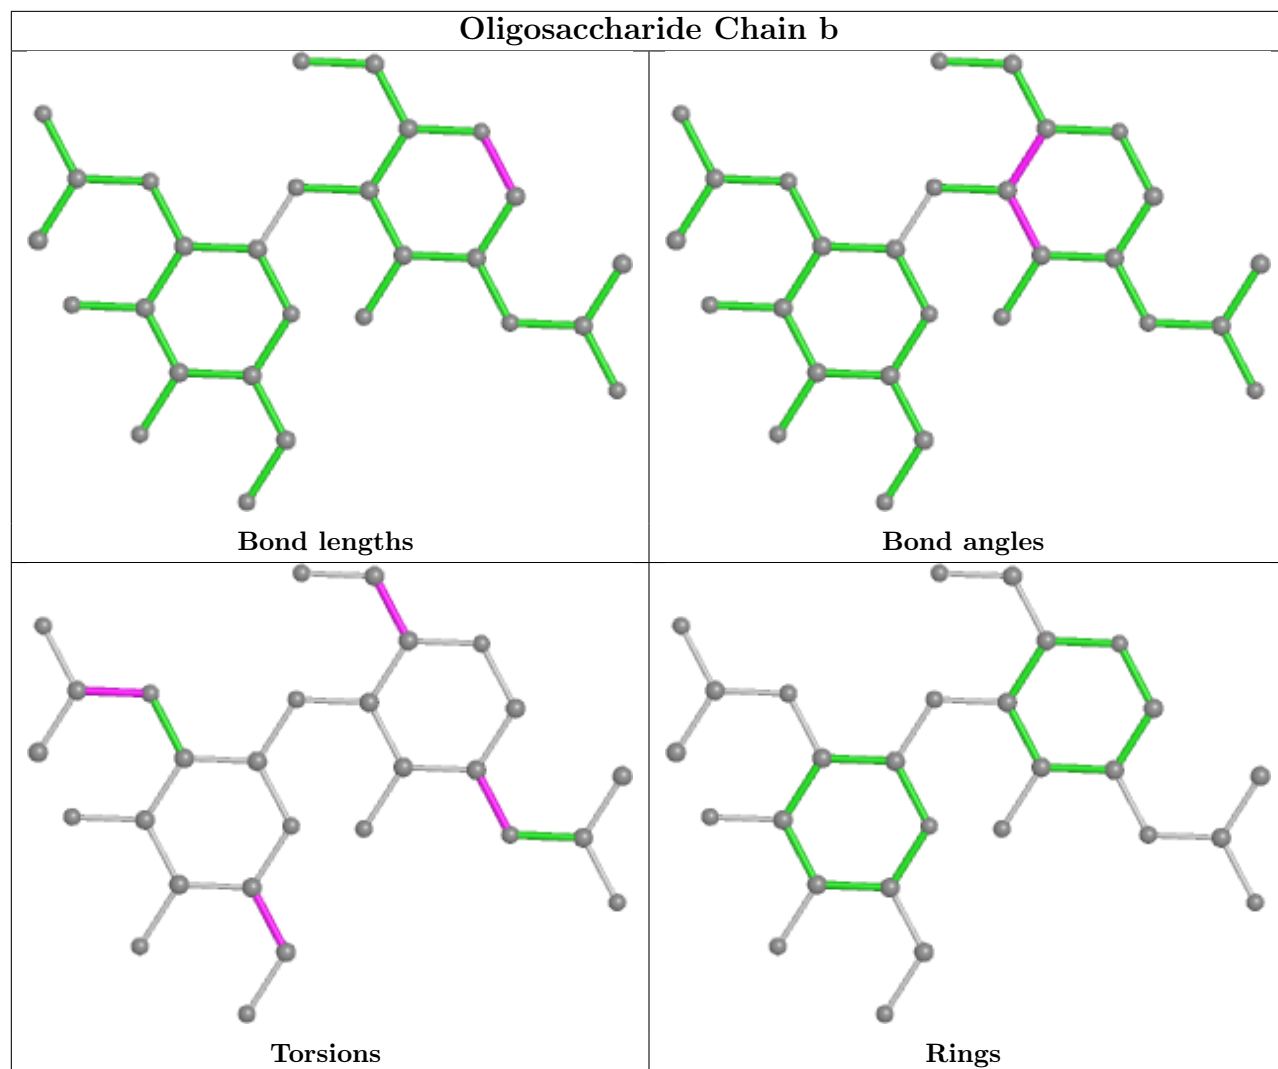 Oligosaccharide Chain b
Bond lengths
Bond angles
Torsions
Rings